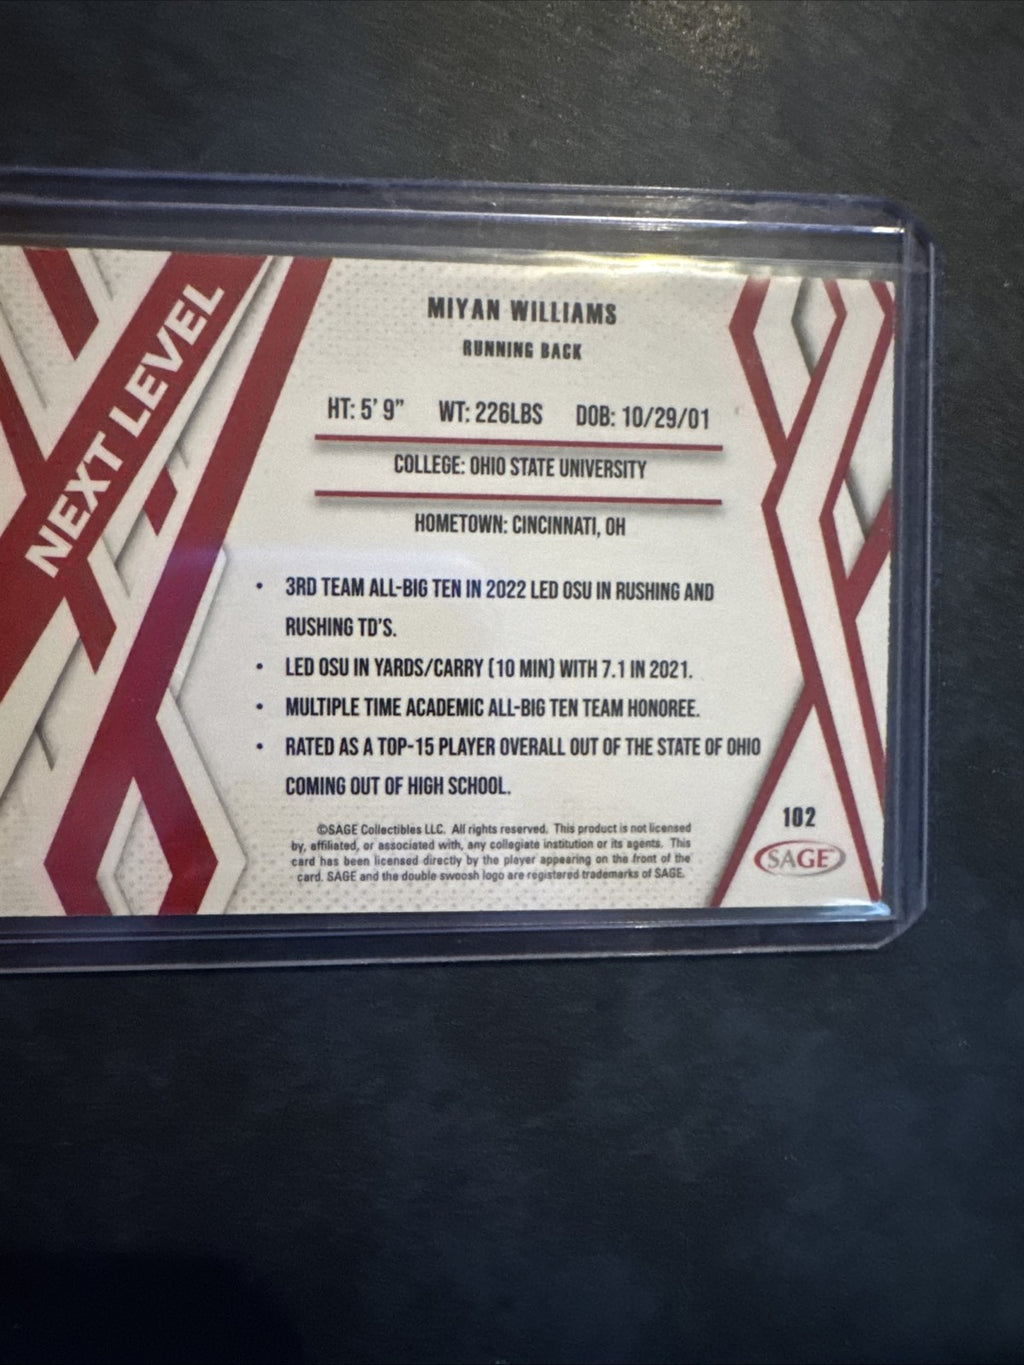 NEXT LEVEL
MIYAN WILLIAMS
RUNNING BACK
HT: 5' 9" WT: 226LBS DOB: 10/29/01
COLLEGE: OHIO STATE UNIVERSITY
HOMETOWN: CINCINNATI, OH
• 3RD TEAM ALL-BIG TEN IN 2022 LED OSU IN RUSHING AND
RUSHING TD'S.
• LED OSU IN YARDS/CARRY (10 MIN) WITH 7.1 IN 2021.
• MULTIPLE TIME ACADEMIC ALL-BIG TEN TEAM HONOREE.
• RATED AS A TOP-15 PLAYER OVERALL OUT OF THE STATE OF OHIO
COMING OUT OF HIGH SCHOOL.
©SAGE Collectibles LLC. All rights reserved. This product is not licensed
by, affiliated, or associated with, any collegiate institution or its agents. This
card has been licensed directly by the player appearing on the front of the
card. SAGE and the double swoosh logo are registered trademarks of SAGE.
102
SAGE